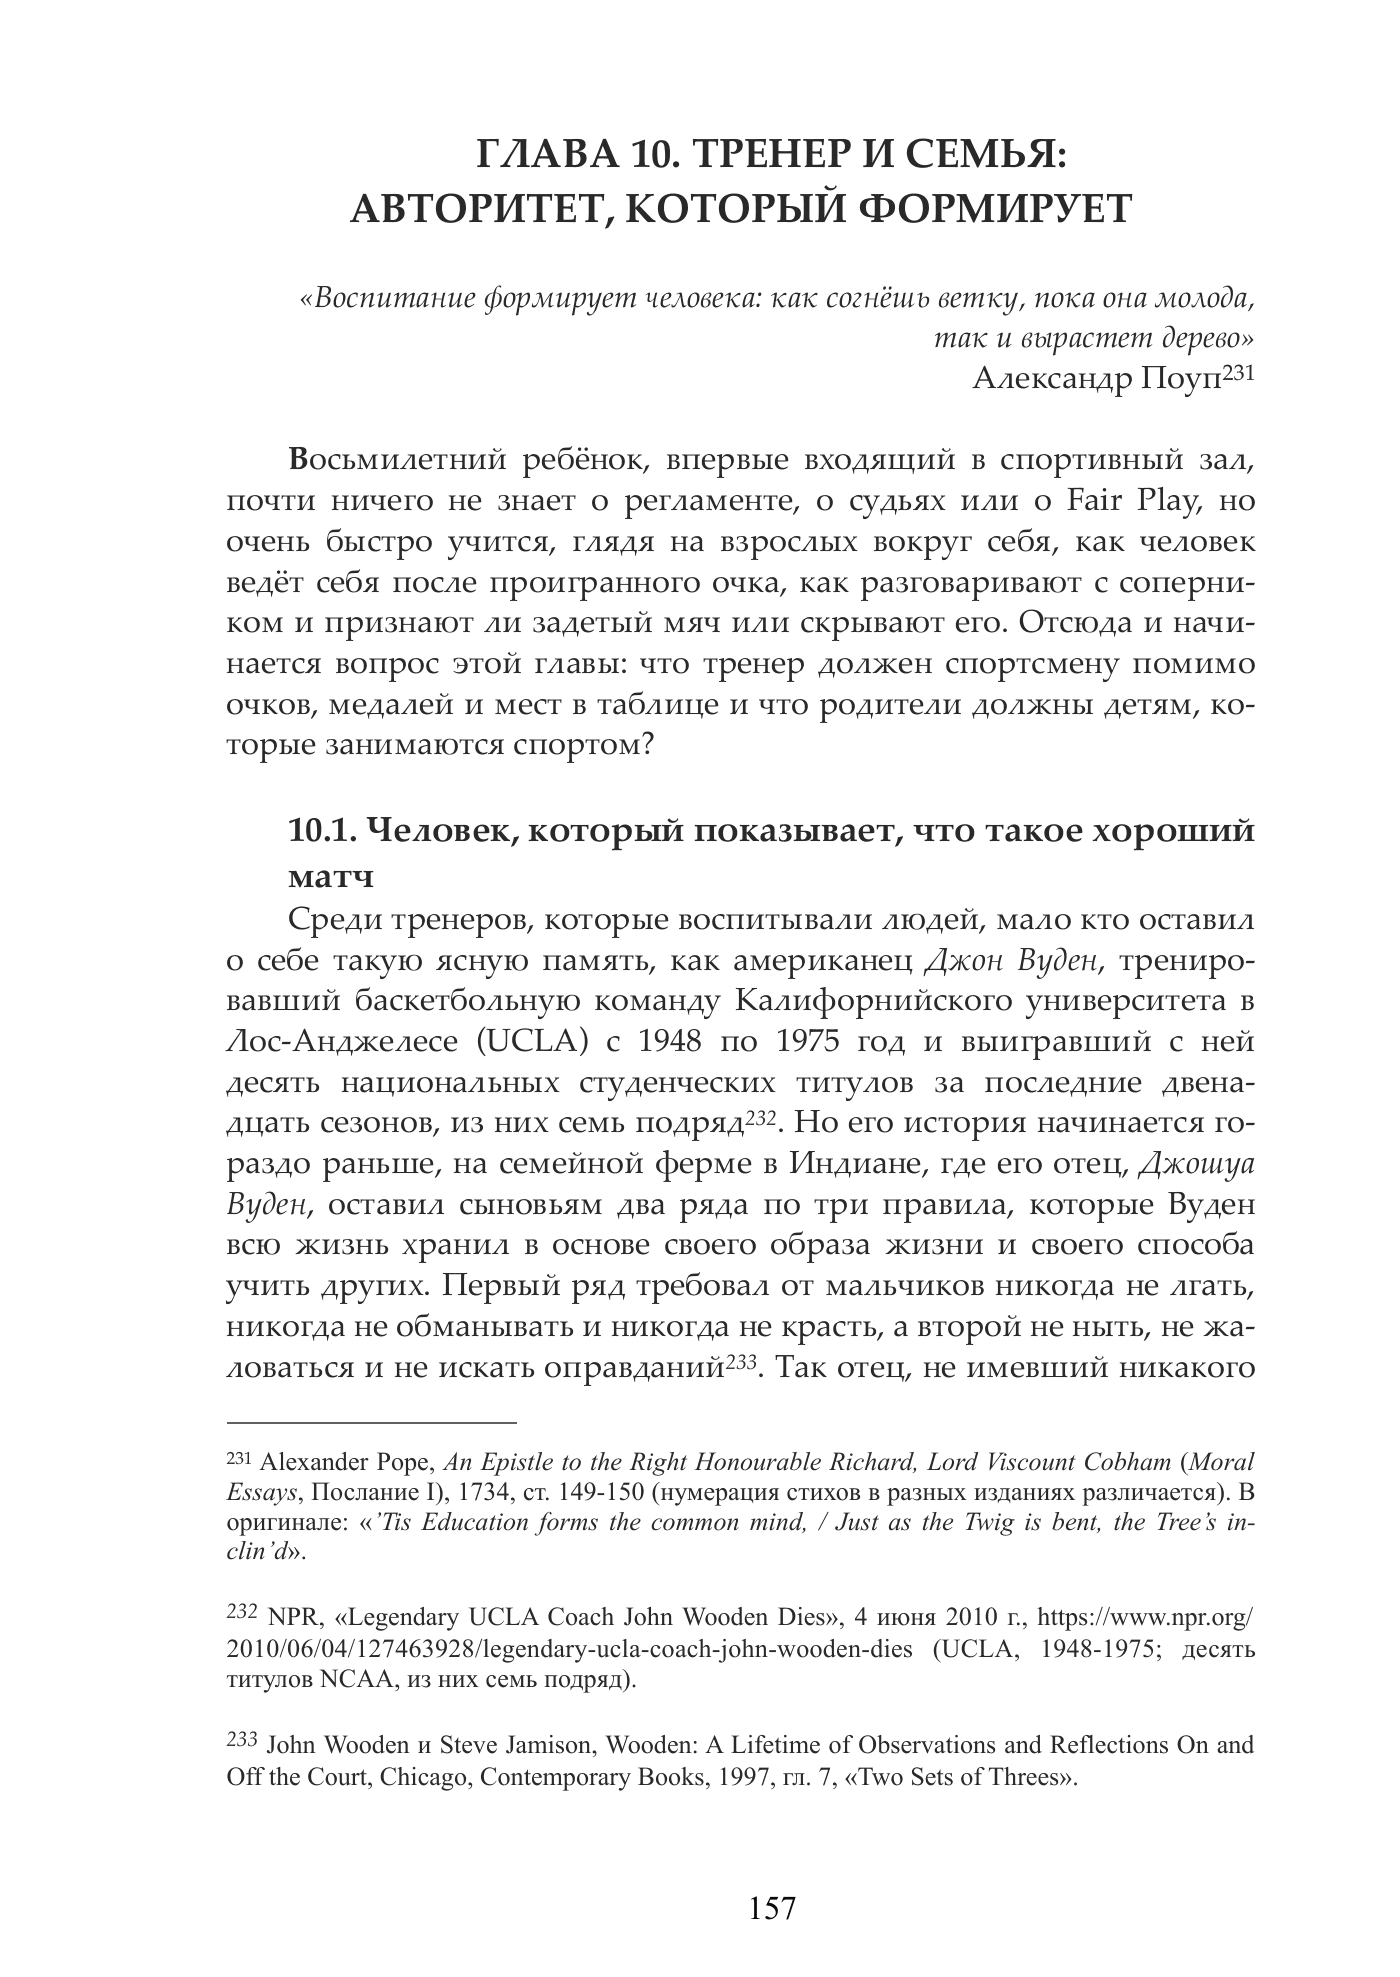 ГЛАВА 10. ТРЕНЕР И СЕМЬЯ:
АВТОРИТЕТ, КОТОРЫЙ ФОРМИРУЕТ
«Воспитание формирует человека: как согнёшь ветку, пока она молода,
так и вырастет дерево»
Александр Поуп231
Восьмилетний ребёнок, впервые входящий в спортивный зал,
почти ничего не знает о регламенте, о судьях или о Fair Play, но
очень быстро учится, глядя на взрослых вокруг себя, как человек
ведёт себя после проигранного очка, как разговаривают с соперни-
ком и признают ли задетый мяч или скрывают его. Отсюда и начи-
нается вопрос этой главы: что тренер должен спортсмену помимо
очков, медалей и мест в таблице и что родители должны детям, ко-
торые занимаются спортом?
10.1. Человек, который показывает, что такое хороший
матч
Среди тренеров, которые воспитывали людей, мало кто оставил
о себе такую ясную память, как американец Джон Вуден, трениро-
вавший баскетбольную команду Калифорнийского университета в
Лос-Анджелесе (UCLA) с 1948 по 1975 год и выигравший с ней
десять национальных студенческих титулов за последние двена-
дцать сезонов, из них семь подряд232. Но его история начинается го-
раздо раньше, на семейной ферме в Индиане, где его отец, Джошуа
Вуден, оставил сыновьям два ряда по три правила, которые Вуден
всю жизнь хранил в основе своего образа жизни и своего способа
учить других. Первый ряд требовал от мальчиков никогда не лгать,
никогда не обманывать и никогда не красть, а второй не ныть, не жа-
ловаться и не искать оправданий233. Так отец, не имевший никакого
231 Alexander Pope, An Epistle to the Right Honourable Richard, Lord Viscount Cobham (Moral
Essays, Послание I), 1734, ст. 149-150 (нумерация стихов в разных изданиях различается). В
оригинале: «’Tis Education forms the common mind, / Just as the Twig is bent, the Tree’s in-
clin’d».
232 NPR, «Legendary UCLA Coach John Wooden Dies», 4 июня 2010 г., https://www.npr.org/
2010/06/04/127463928/legendary-ucla-coach-john-wooden-dies (UCLA, 1948-1975; десять
титулов NCAA, из них семь подряд).
233 John Wooden и Steve Jamison, Wooden: A Lifetime of Observations and Reflections On and
Off the Court, Chicago, Contemporary Books, 1997, гл. 7, «Two Sets of Threes».
157